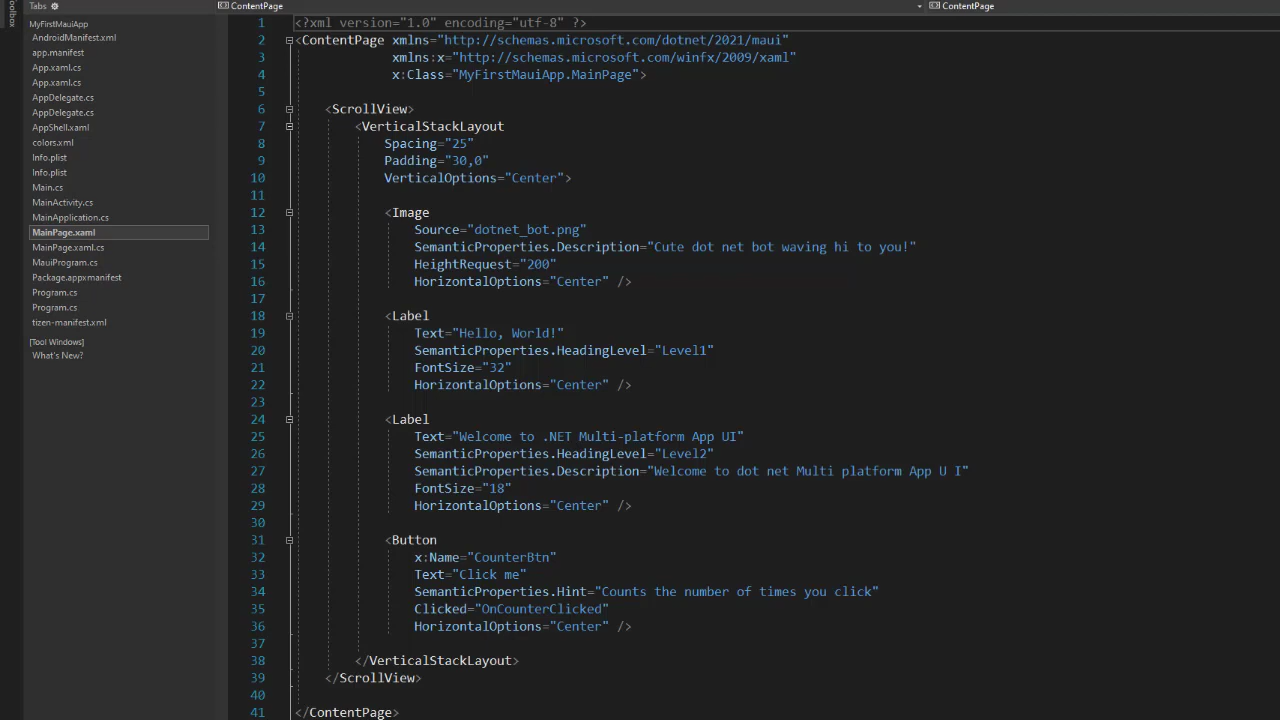 Toolbox
Tabs
MyFirstMauiApp
AndroidManifest.xml
app.manifest
App.xaml.cs
App.xaml.cs
AppDelegate.cs
AppDelegate.cs
AppShell.xaml
colors.xml
Info.plist
Info.plist
Main.cs
MainActivity.cs
MainApplication.cs
MainPage.xaml
MainPage.xaml.cs
MauiProgram.cs
Package.appxmanifest
Program.cs
Program.cs
tizen-manifest.xml
[Tool Windows]
What's New?
ContentPage
ContentPage
1 <?xml version="1.0" encoding="utf-8" ?>
2 <ContentPage xmlns="http://schemas.microsoft.com/dotnet/2021/maui"
3 xmlns:x="http://schemas.microsoft.com/winfx/2009/xaml"
4 x:Class="MyFirstMauiApp.MainPage">
5
6 <ScrollView>
7 <VerticalStackLayout
8 Spacing="25"
9 Padding="30,0"
10 VerticalOptions="Center">
11
12 <Image
13 Source="dotnet_bot.png"
14 SemanticProperties.Description="Cute dot net bot waving hi to you!"
15 HeightRequest="200"
16 HorizontalOptions="Center" />
17
18 <Label
19 Text="Hello, World!"
20 SemanticProperties.HeadingLevel="Level1"
21 FontSize="32"
22 HorizontalOptions="Center" />
23
24 <Label
25 Text="Welcome to .NET Multi-platform App UI"
26 SemanticProperties.HeadingLevel="Level2"
27 SemanticProperties.Description="Welcome to dot net Multi platform App U I"
28 FontSize="18"
29 HorizontalOptions="Center" />
30
31 <Button
32 x:Name="CounterBtn"
33 Text="Click me"
34 SemanticProperties.Hint="Counts the number of times you click"
35 Clicked="OnCounterClicked"
36 HorizontalOptions="Center" />
37
38 </VerticalStackLayout>
39 </ScrollView>
40
41 </ContentPage>